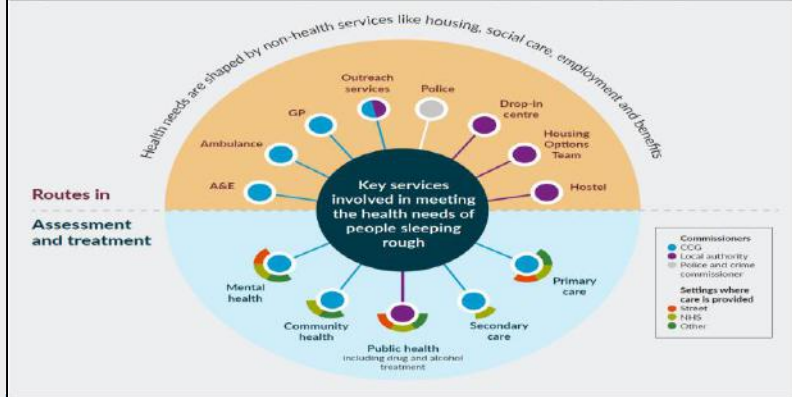 Health needs are shaped by non-health services like housing, social care, employment and benefits
Outreach
services
Police
GP
Drop-in
centre
Ambulance
Housing
Options
Team
A&E
Hostel
Key services
involved in meeting
the health needs of
people sleeping
rough
Routes in
Assessment
and treatment
Mental
health
Community
health
Public health
including drug and alcohol
treatment
Secondary
care
Primary
care
Commissioners
CCG
Local authority
Police and crime
commissioner
Settings where
care is provided
Street
NHS
Other